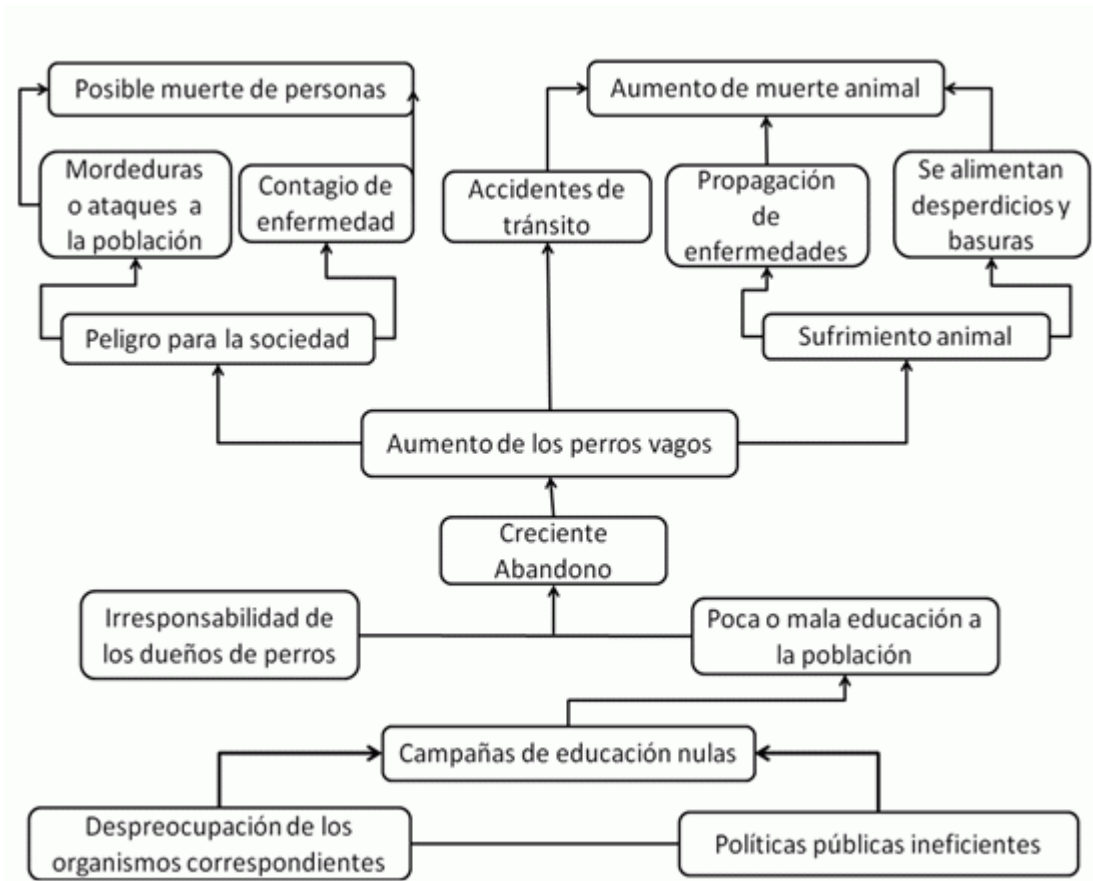 Posible muerte de personas
Aumento de muerte animal
Mordeduras
o ataques a
la población
Contagio de
enfermedad
Accidentes de
tránsito
Propagación
de
enfermedades
Se alimentan
desperdicios y
basuras
Peligro para la sociedad
Sufrimiento animal
Aumento de los perros vagos
Creciente
Abandono
Irresponsabilidad de
los dueños de perros
Poca o mala educación a
la población
Campañas de educación nulas
Despreocupación de los
organismos correspondientes
Políticas públicas ineficientes